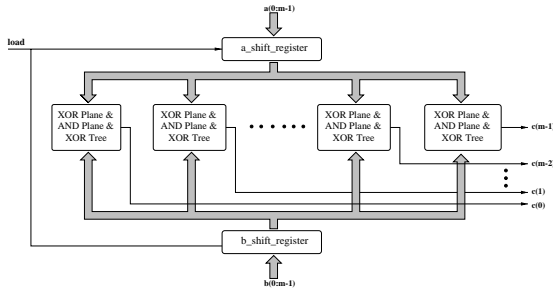 a(0:m-1)
load
a_shift_register
XOR Plane &
AND Plane &
XOR Tree
XOR Plane &
AND Plane &
XOR Tree
XOR Plane &
AND Plane &
XOR Tree
XOR Plane &
AND Plane &
XOR Tree
c(m-1)
c(m-2)
c(1)
c(0)
b_shift_register
b(0:m-1)